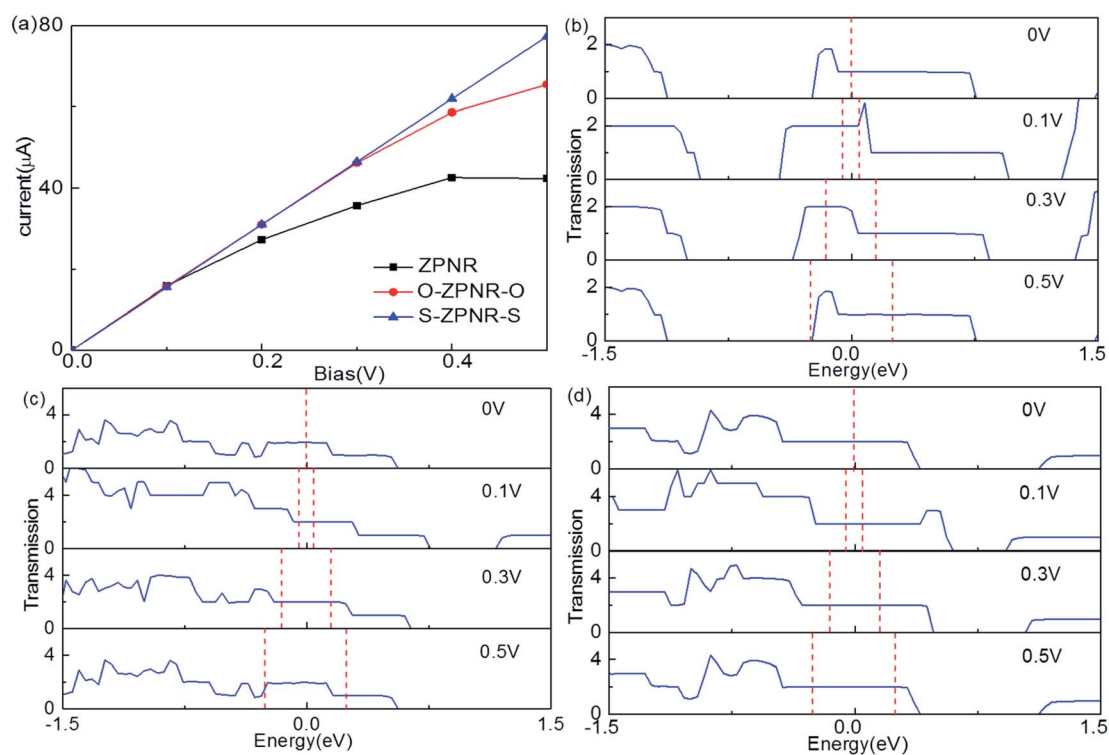 (a)
80
40
0
current(µA)
0.0
0.2
0.4
Bias(V)
ZPNR
O-ZPNR-O
S-ZPNR-S
(b)
2
0V
2
0.1V
2
0.3V
2
0
0.5V
Transmission
-1.5
0.0
1.5
Energy(eV)
(c)
4
0
0V
4
0
0.1V
4
0
0.3V
4
0
0.5V
Transmission
-1.5
0.0
1.5
Energy(eV)
(d)
4
0
0V
4
0
0.1V
4
0
0.3V
4
0
0.5V
Transmission
-1.5
0.0
1.5
Energy(eV)